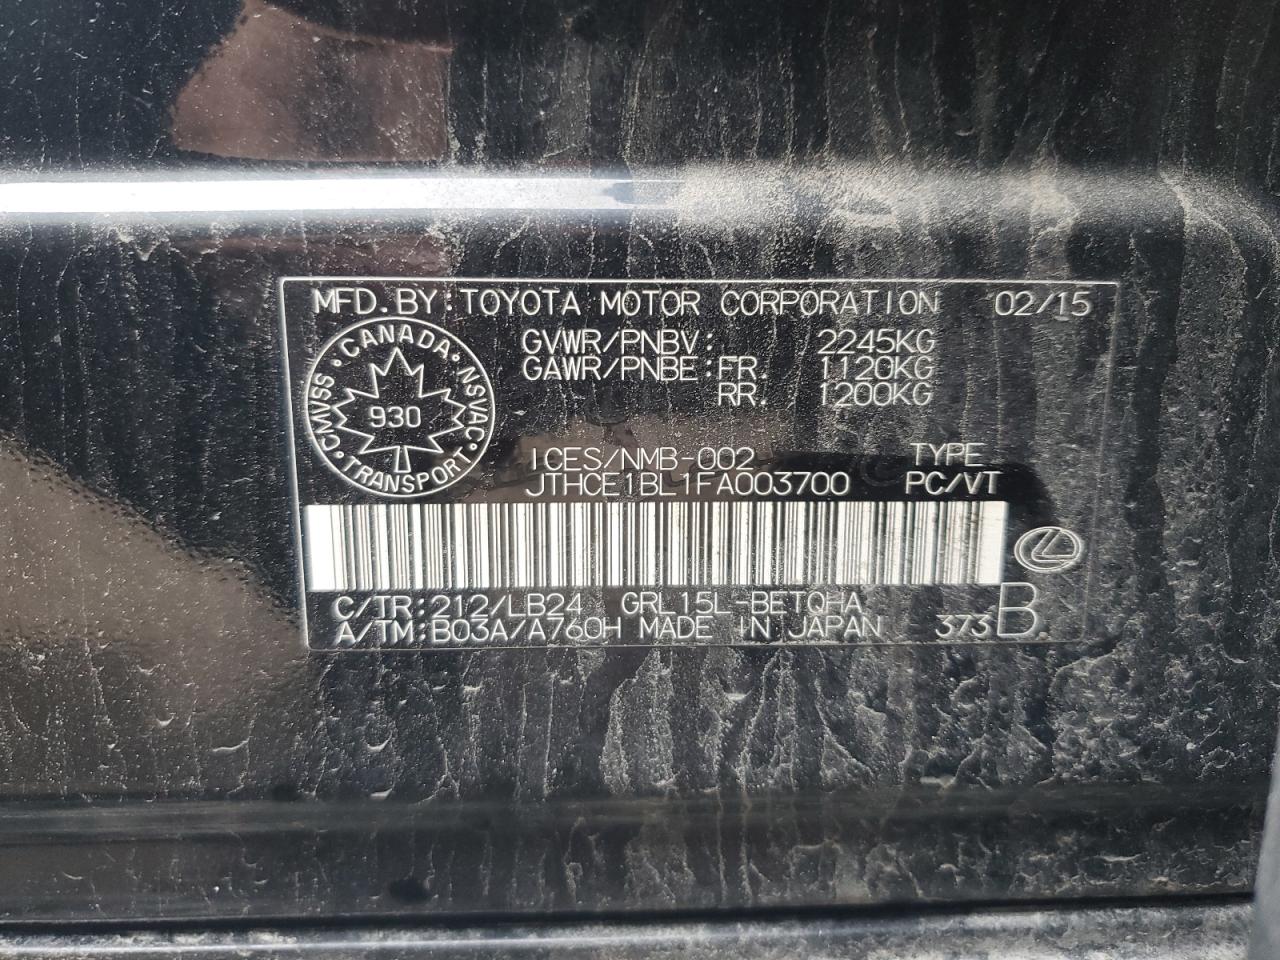 MFD.BY:TOYOTA MOTOR CORPORATION 02/15
CMVSS · CANADA · NSVAC · TRANSPORT ·
930
GVWR/PNBV: 2245KG
GAWR/PNBE:FR. 1120KG
RR. 1200KG
ICES/NMB-002 TYPE
JTHCE1BL1FA003700 PC/VT
C/TR:212/LB24 GRL15L-BETQHA
A/TM:B03A/A760H MADE IN JAPAN 373 B